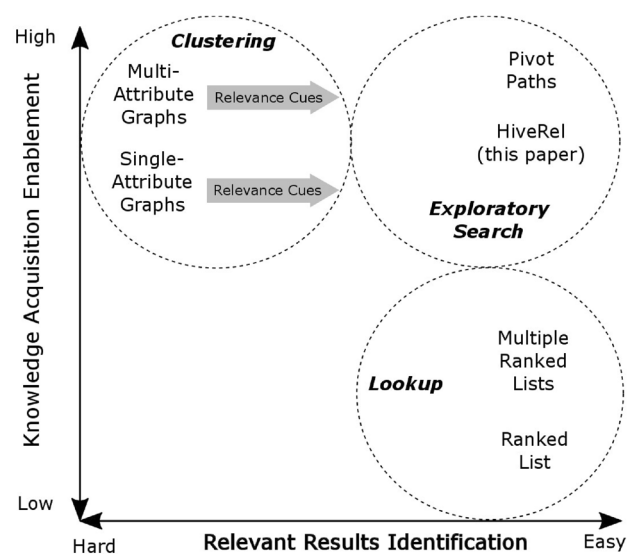 High
Clustering
Multi-
Attribute
Graphs
Relevance Cues
Single-
Attribute
Graphs
Relevance Cues
Pivot
Paths
HiveRel
(this paper)
Exploratory
Search
Knowledge Acquisition Enablement
Multiple
Ranked
Lists
Lookup
Ranked
List
Low
Hard
Relevant Results Identification
Easy